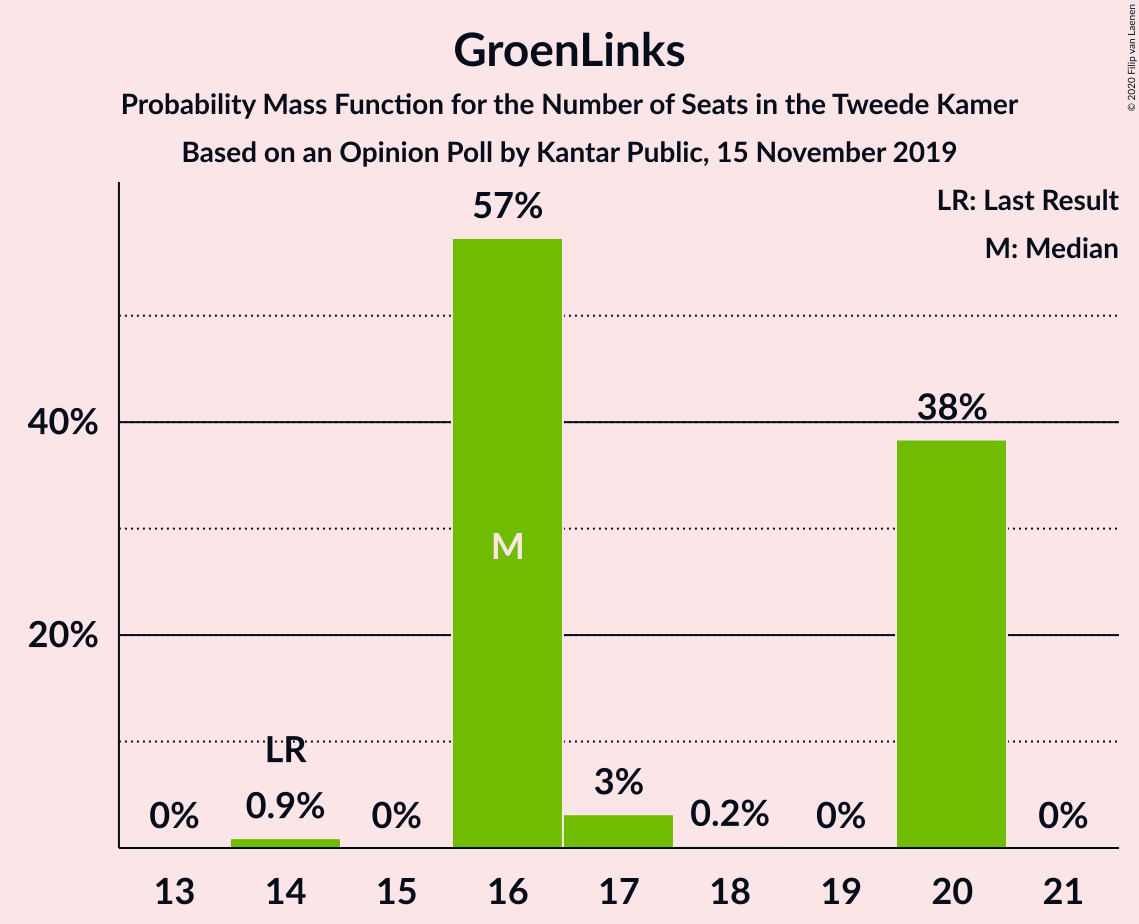 GroenLinks
Probability Mass Function for the Number of Seats in the Tweede Kamer
Based on an Opinion Poll by Kantar Public, 15 November 2019
© 2020 Filip van Laenen
LR: Last Result
M: Median
57%
38%
40%
M
20%
LR
0% 0.9% 0% 3% 0.2% 0% 0%
13 14 15 16 17 18 19 20 21